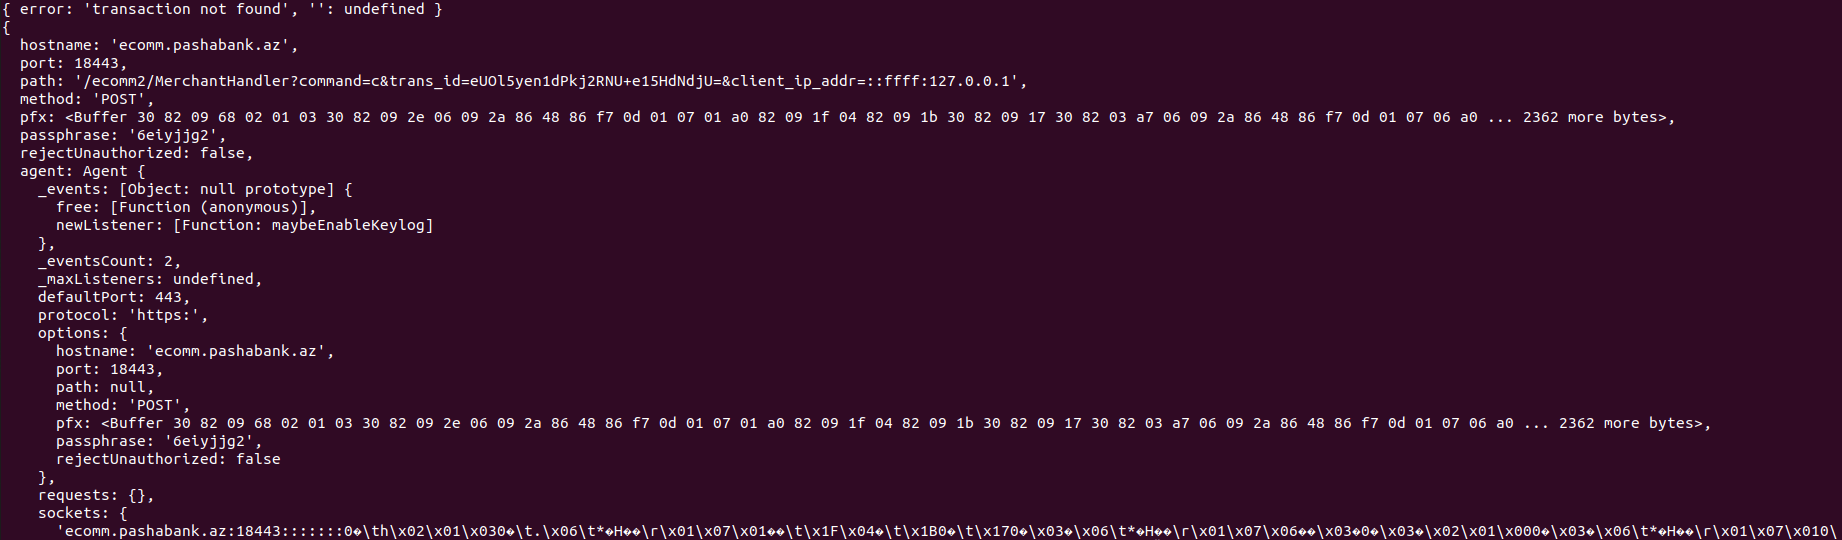 { error: 'transaction not found', '': undefined }
{
  hostname: 'ecomm.pashabank.az',
  port: 18443,
  path: '/ecomm2/MerchantHandler?command=c&trans_id=eUOl5yen1dPkj2RNU+e15HdNdjU=&client_ip_addr=::ffff:127.0.0.1',
  method: 'POST',
  pfx: <Buffer 30 82 09 68 02 01 03 30 82 09 2e 06 09 2a 86 48 86 f7 0d 01 07 01 a0 82 09 1f 04 82 09 1b 30 82 09 17 30 82 03 a7 06 09 2a 86 48 86 f7 0d 01 07 06 a0 ... 2362 more bytes>,
  passphrase: '6eiyjjg2',
  rejectUnauthorized: false,
  agent: Agent {
    _events: [Object: null prototype] {
      free: [Function (anonymous)],
      newListener: [Function: maybeEnableKeylog]
    },
    _eventsCount: 2,
    _maxListeners: undefined,
    defaultPort: 443,
    protocol: 'https:',
    options: {
      hostname: 'ecomm.pashabank.az',
      port: 18443,
      path: null,
      method: 'POST',
      pfx: <Buffer 30 82 09 68 02 01 03 30 82 09 2e 06 09 2a 86 48 86 f7 0d 01 07 01 a0 82 09 1f 04 82 09 1b 30 82 09 17 30 82 03 a7 06 09 2a 86 48 86 f7 0d 01 07 06 a0 ... 2362 more bytes>,
      passphrase: '6eiyjjg2',
      rejectUnauthorized: false
    },
    requests: {},
    sockets: {
      'ecomm.pashabank.az:18443:::::::0�\th\x02\x01\x030�\t.\x06\t*�H��\r\x01\x07\x01��\t\x1F\x04�\t\x1B0�\t\x170�\x03�\x06\t*�H��\r\x01\x07\x06��\x03�0�\x03�\x02\x01\x000�\x03�\x06\t*�H��\r\x01\x07\x010\